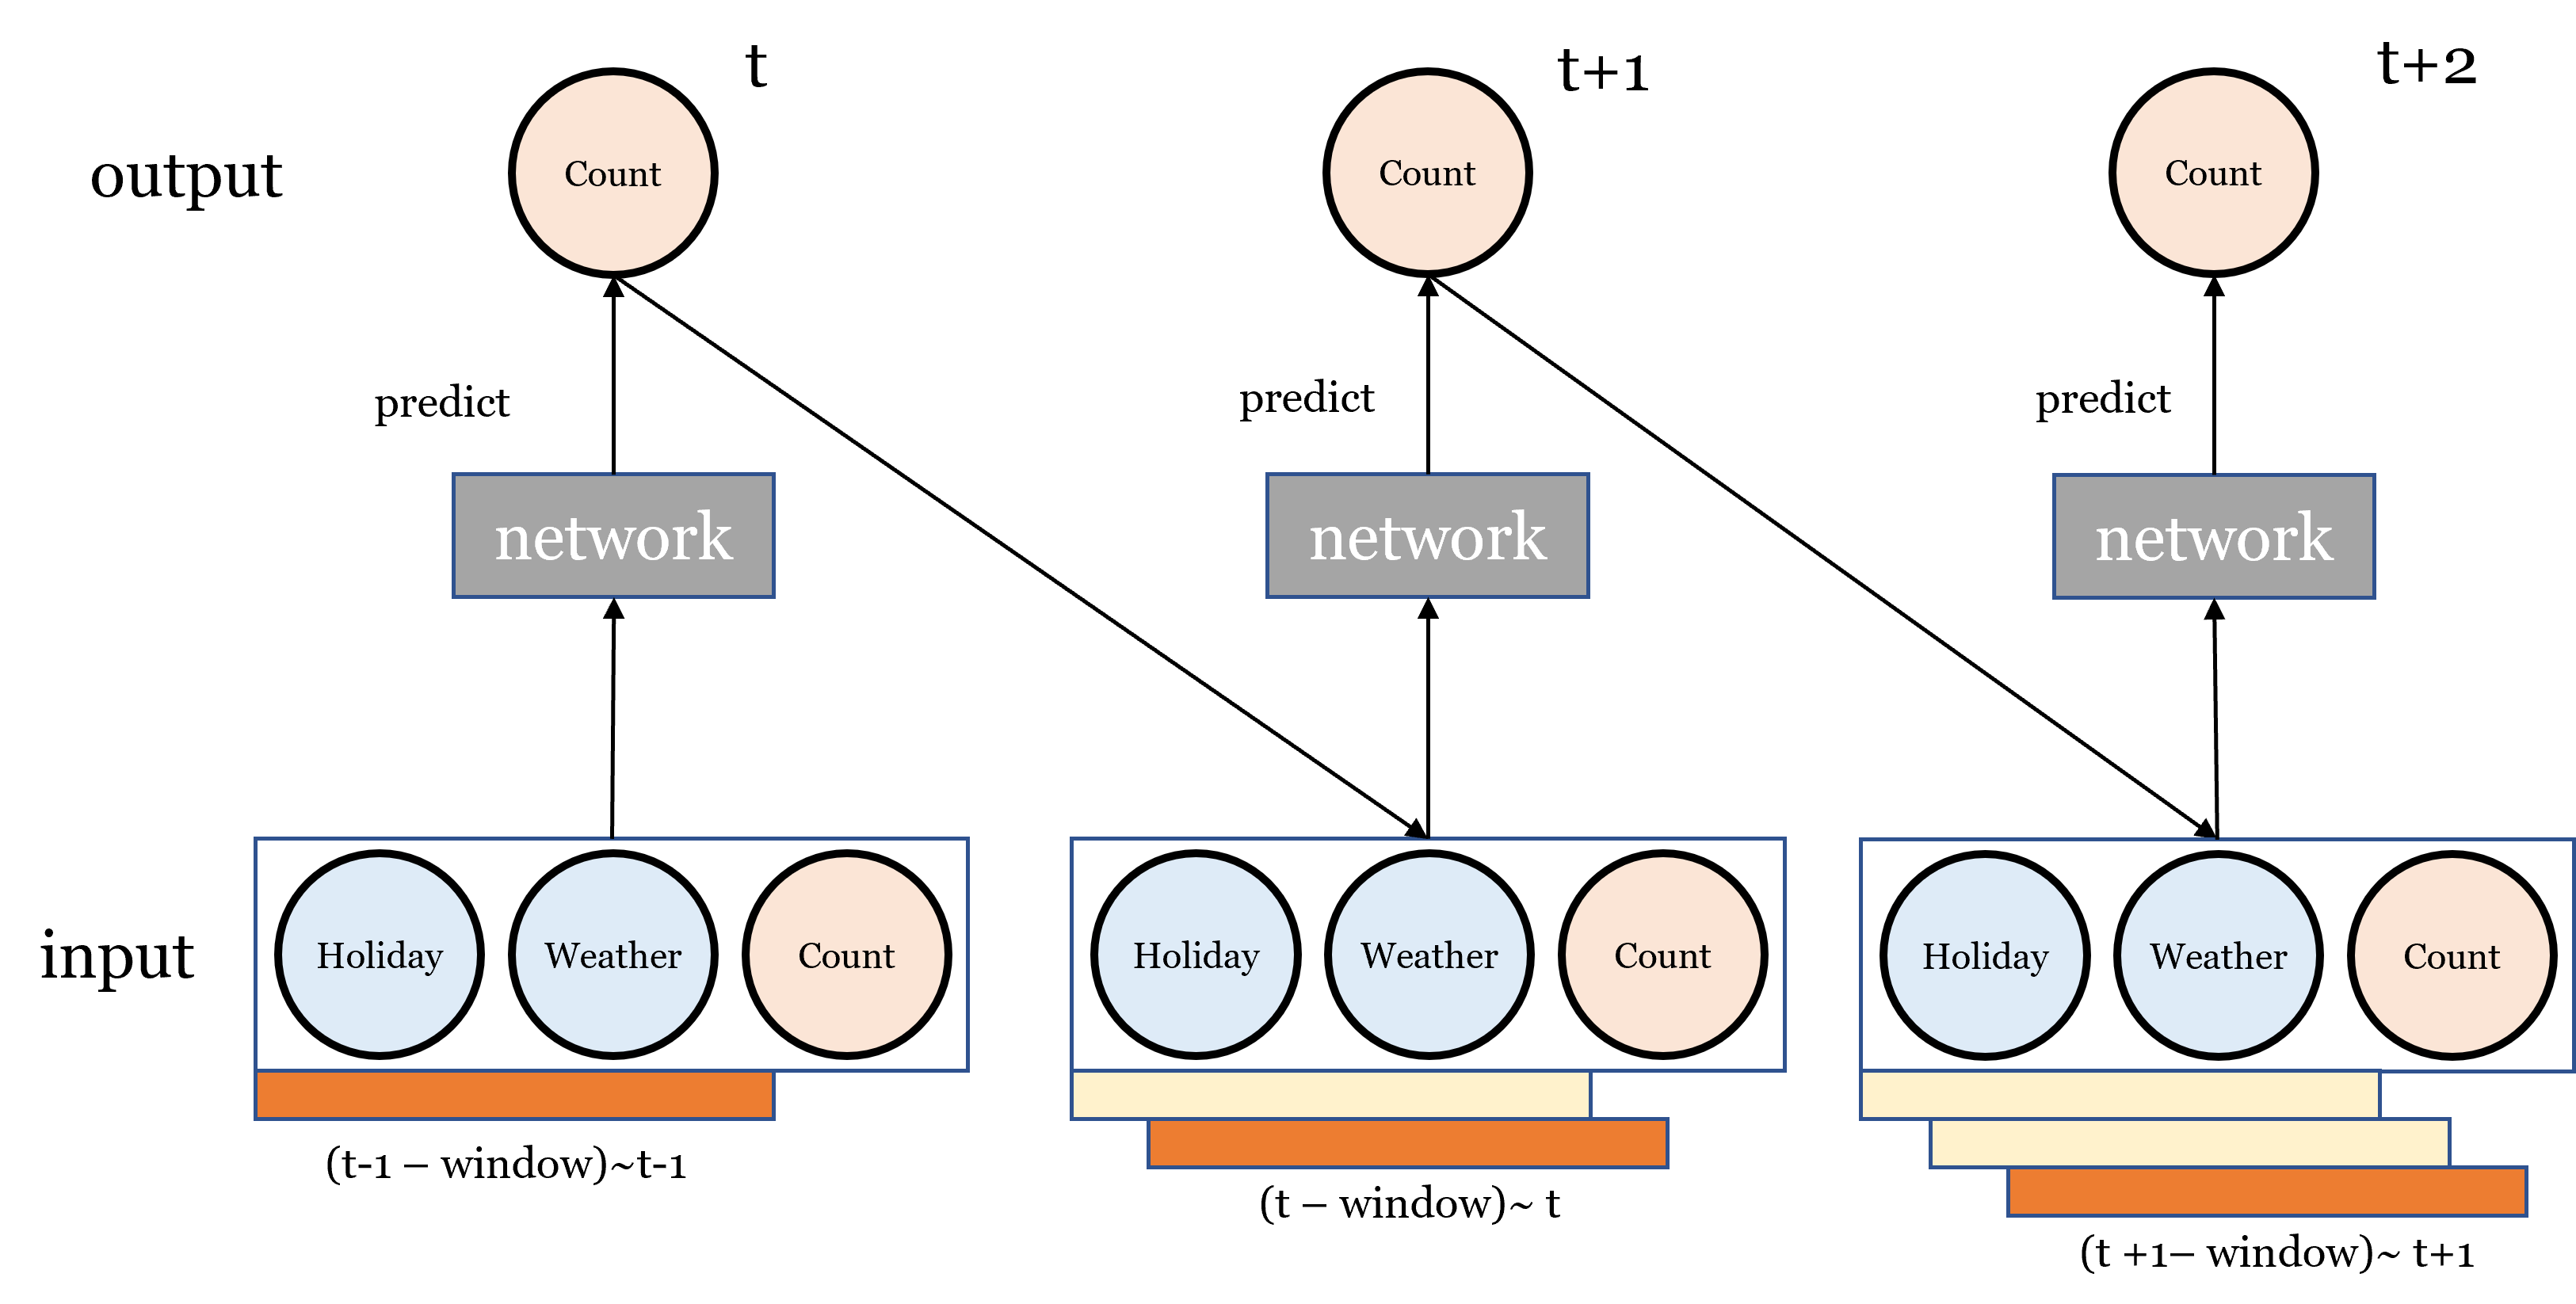 t
t+1
t+2
output
Count
Count
Count
predict
predict
predict
network
network
network
input
Holiday
Weather
Count
Holiday
Weather
Count
Holiday
Weather
Count
(t-1 – window)~t-1
(t – window)~ t
(t +1– window)~ t+1